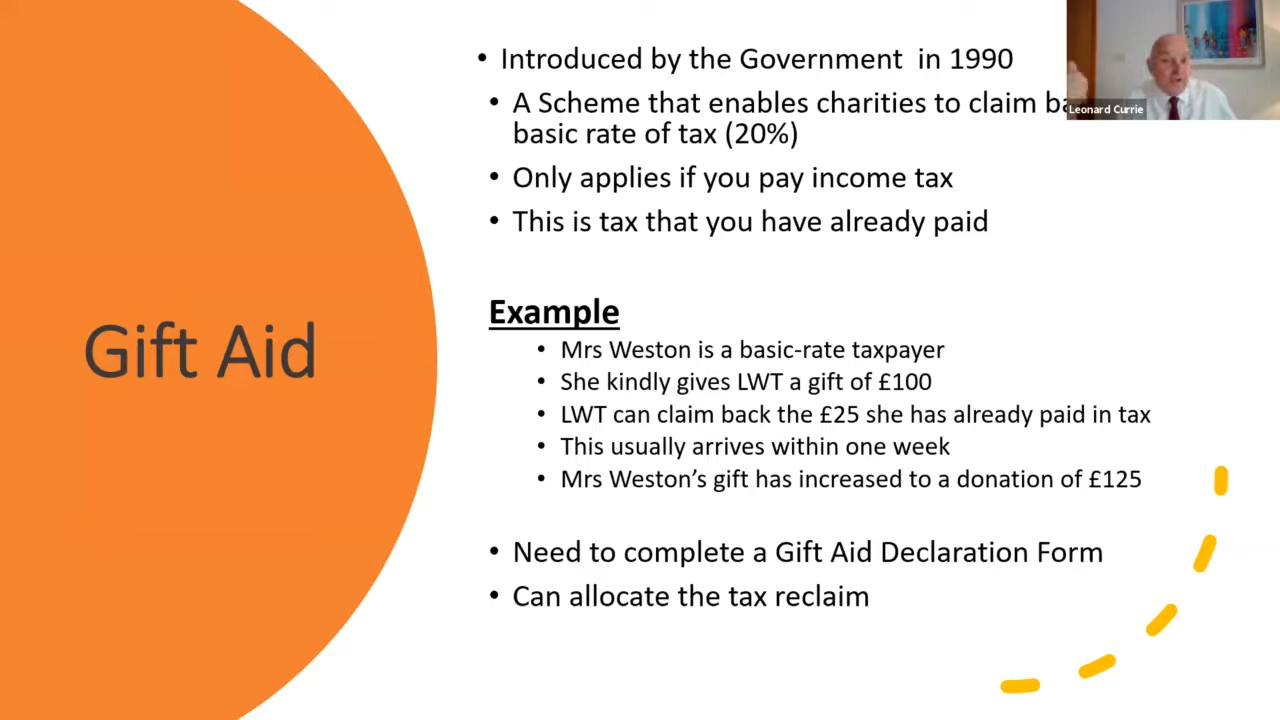 Gift Aid
• Introduced by the Government in 1990
• A Scheme that enables charities to claim
basic rate of tax (20%)
• Only applies if you pay income tax
• This is tax that you have already paid
Example
• Mrs Weston is a basic-rate taxpayer
• She kindly gives LWT a gift of £100
• LWT can claim back the £25 she has already paid in tax
• This usually arrives within one week
• Mrs Weston’s gift has increased to a donation of £125
• Need to complete a Gift Aid Declaration Form
• Can allocate the tax reclaim
Leonard Currie